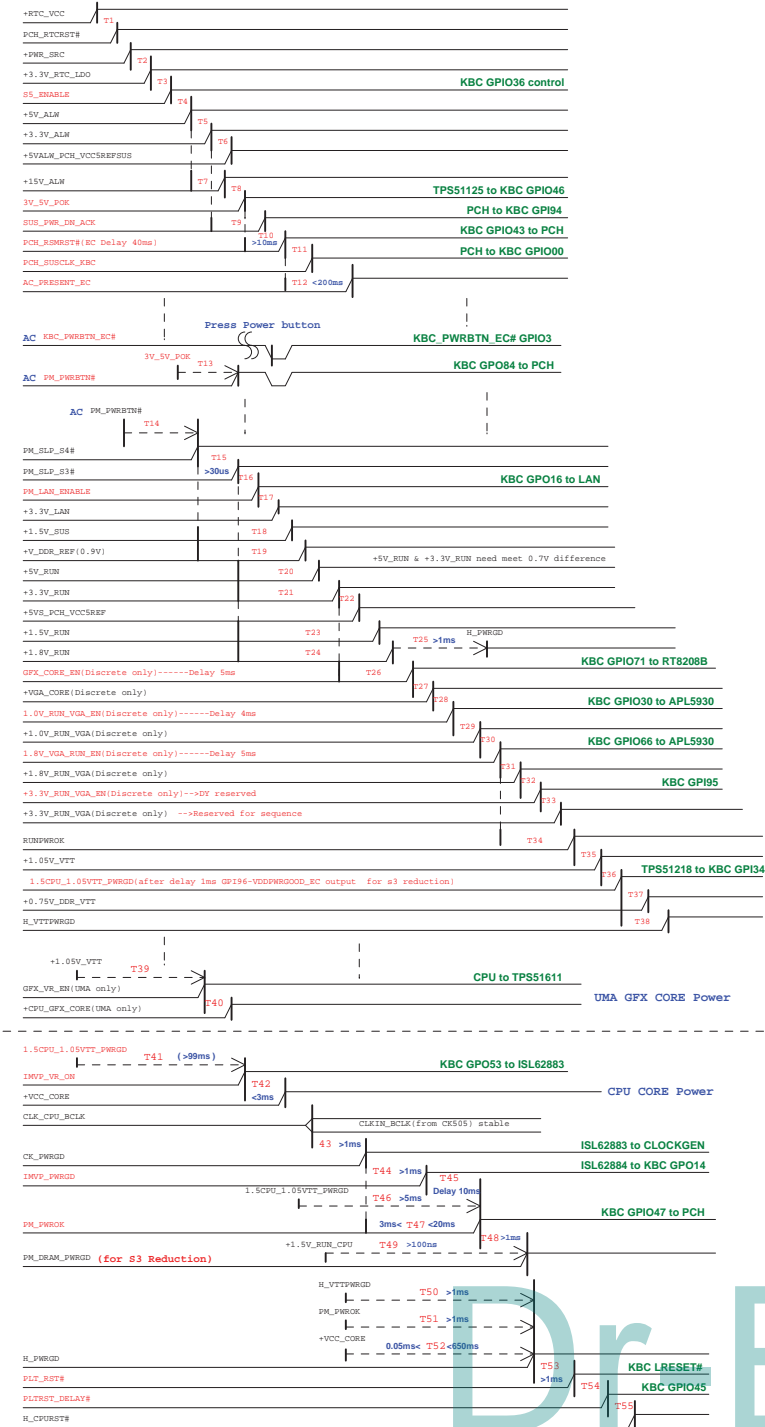 +RTC_VCC
T1
PCH_RTCRST#
+PWR_SRC
T2
+3.3V_RTC_LDO
T3
KBC GPIO36 control
S5_ENABLE
T4
+5V_ALW
T5
+3.3V_ALW
T6
+5VALW_PCH_VCC5REFSUS
+15V_ALW
T7
T8
TPS51125 to KBC GPIO46
3V_5V_POK
PCH to KBC GPI94
SUS_PWR_DN_ACK
T9
T10
KBC GPIO43 to PCH
PCH_RSMRST#(EC Delay 40ms)
>10ms
T11
PCH to KBC GPIO00
PCH_SUSCLK_KBC
AC_PRESENT_EC
T12 <200ms
Press Power button
AC KBC_PWRBTN_EC#
KBC_PWRBTN_EC# GPIO3
3V_5V_POK
T13
KBC GPO84 to PCH
AC PM_PWRBTN#
AC PM_PWRBTN#
T14
PM_SLP_S4#
T15
PM_SLP_S3#
>30us
T16
KBC GPO16 to LAN
PM_LAN_ENABLE
T17
+3.3V_LAN
+1.5V_SUS
T18
+V_DDR_REF(0.9V)
T19
+5V_RUN & +3.3V_RUN need meet 0.7V difference
+5V_RUN
T20
+3.3V_RUN
T21
T22
+5VS_PCH_VCC5REF
+1.5V_RUN
T23
T25 >1ms
H_PWRGD
+1.8V_RUN
T24
KBC GPIO71 to RT8208B
GFX_CORE_EN(Discrete only)------Delay 5ms
T26
+VGA_CORE(Discrete only)
T27
T28
KBC GPIO30 to APL5930
1.0V_RUN_VGA_EN(Discrete only)------Delay 4ms
T29
+1.0V_RUN_VGA(Discrete only)
T30
KBC GPIO66 to APL5930
1.8V_VGA_RUN_EN(Discrete only)------Delay 5ms
T31
+1.8V_RUN_VGA(Discrete only)
T32
KBC GPI95
+3.3V_RUN_VGA_EN(Discrete only)-->DY reserved
T33
+3.3V_RUN_VGA(Discrete only) -->Reserved for sequence
RUNPWROK
T34
+1.05V_VTT
T35
TPS51218 to KBC GPI34
T36
1.5CPU_1.05VTT_PWRGD(after delay 1ms GPI96-VDDPWRGOOD_EC output for s3 reduction)
+0.75V_DDR_VTT
T37
H_VTTPWRGD
T38
+1.05V_VTT
T39
CPU to TPS51611
GFX_VR_EN(UMA only)
T40
UMA GFX CORE Power
+CPU_GFX_CORE(UMA only)
1.5CPU_1.05VTT_PWRGD
T41 (>99ms)
KBC GPO53 to ISL62883
IMVP_VR_ON
T42
+VCC_CORE
<3ms
CPU CORE Power
CLK_CPU_BCLK
CLKIN_BCLK(from CK505) stable
43 >1ms
ISL62883 to CLOCKGEN
CK_PWRGD
T44 >1ms
ISL62884 to KBC GPO14
IMVP_PWRGD
T45
Delay 10ms
1.5CPU_1.05VTT_PWRGD
T46 >5ms
KBC GPIO47 to PCH
PM_PWROK
3ms< T47 <20ms
T48 >1ms
+1.5V_RUN_CPU
T49 >100ns
PM_DRAM_PWRGD (for S3 Reduction)
H_VTTPWRGD
T50 >1ms
PM_PWROK
T51 >1ms
+VCC_CORE
0.05ms< T52 <650ms
H_PWRGD
T53
>1ms
KBC LRESET#
PLT_RST#
T54
KBC GPIO45
PLTRST_DELAY#
T55
H_CPURST#
Dr-B